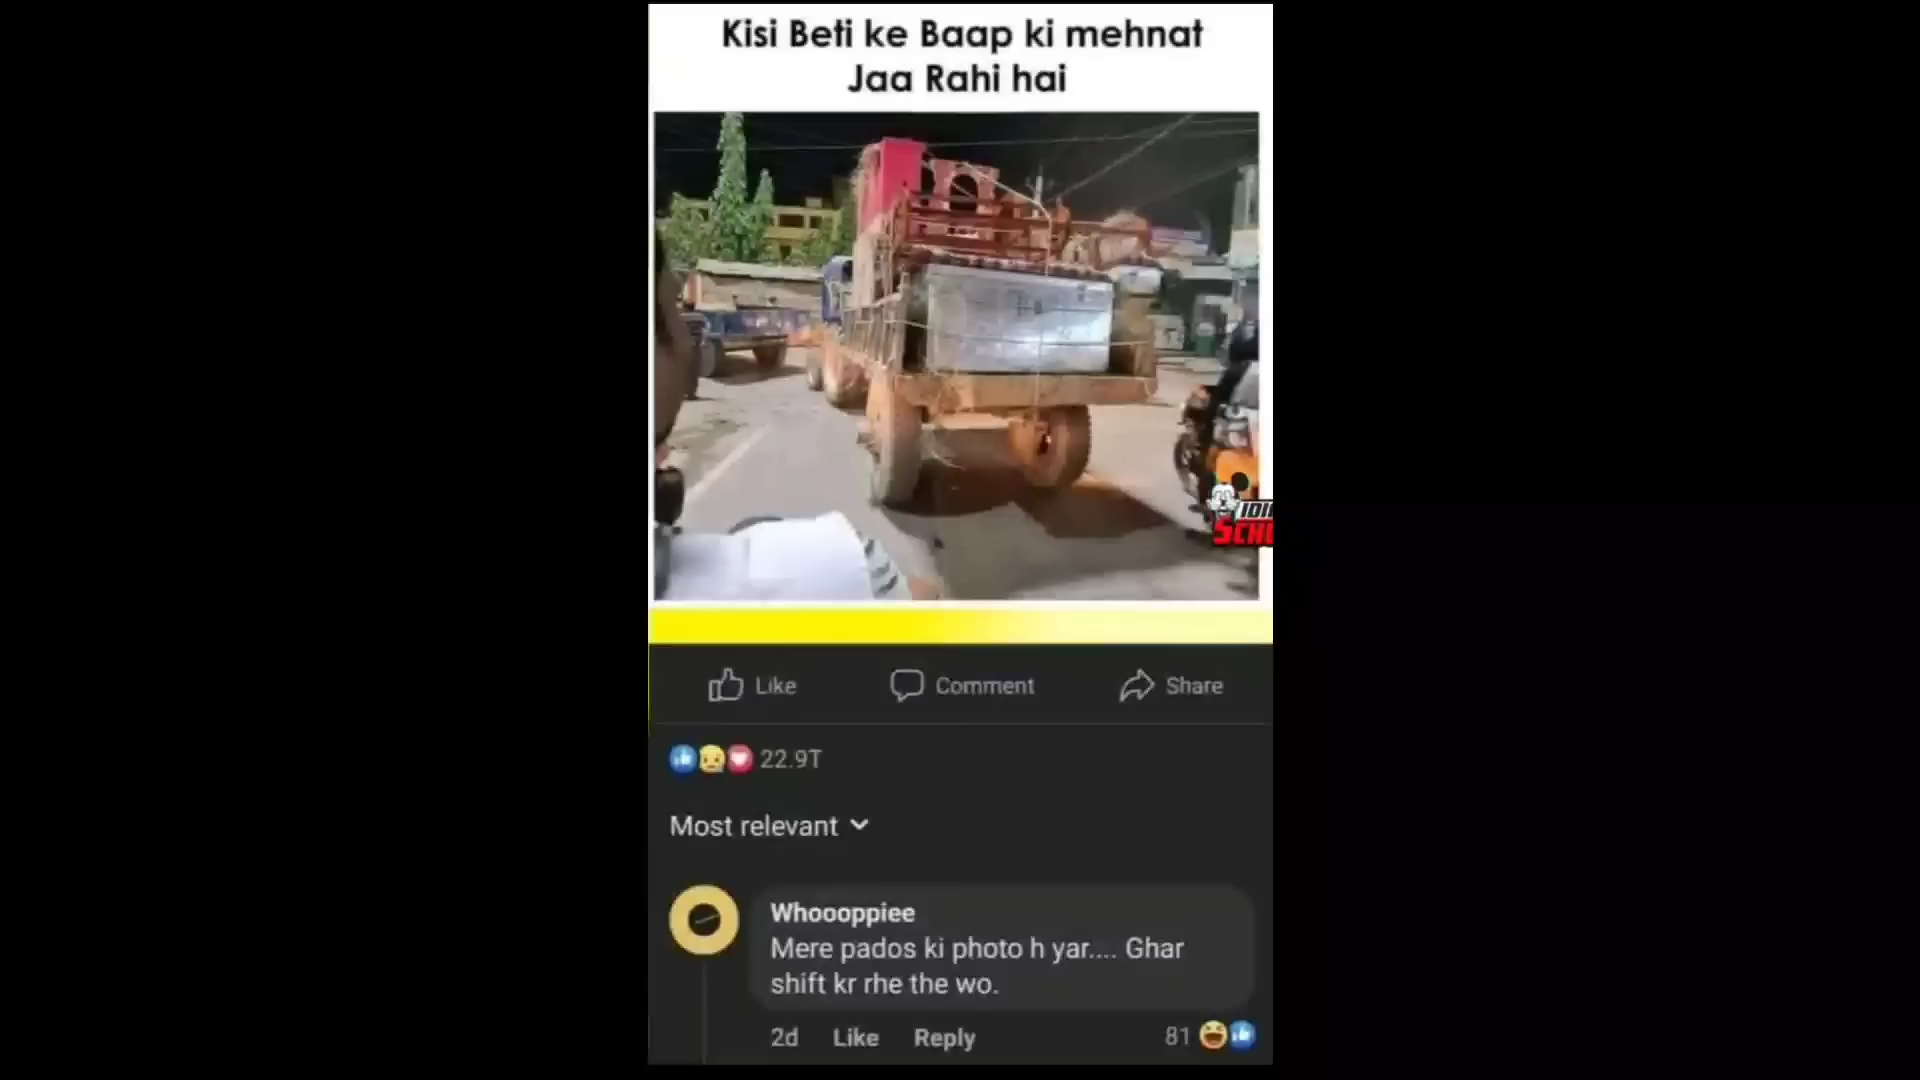 Kisi Beti ke Baap ki mehnat
Jaa Rahi hai
Like
Comment
Share
22.9T
Most relevant
Whoooppiee
Mere pados ki photo h yar.... Ghar
shift kr rhe the wo.
2d
Like
Reply
81